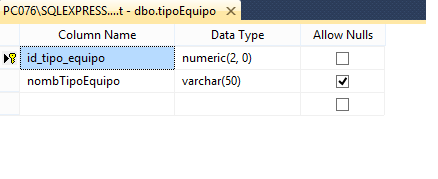 PC076\SQLEXPRESS....t - dbo.tipoEquipo
Column Name Data Type Allow Nulls
id_tipo_equipo numeric(2, 0)
nombTipoEquipo varchar(50)